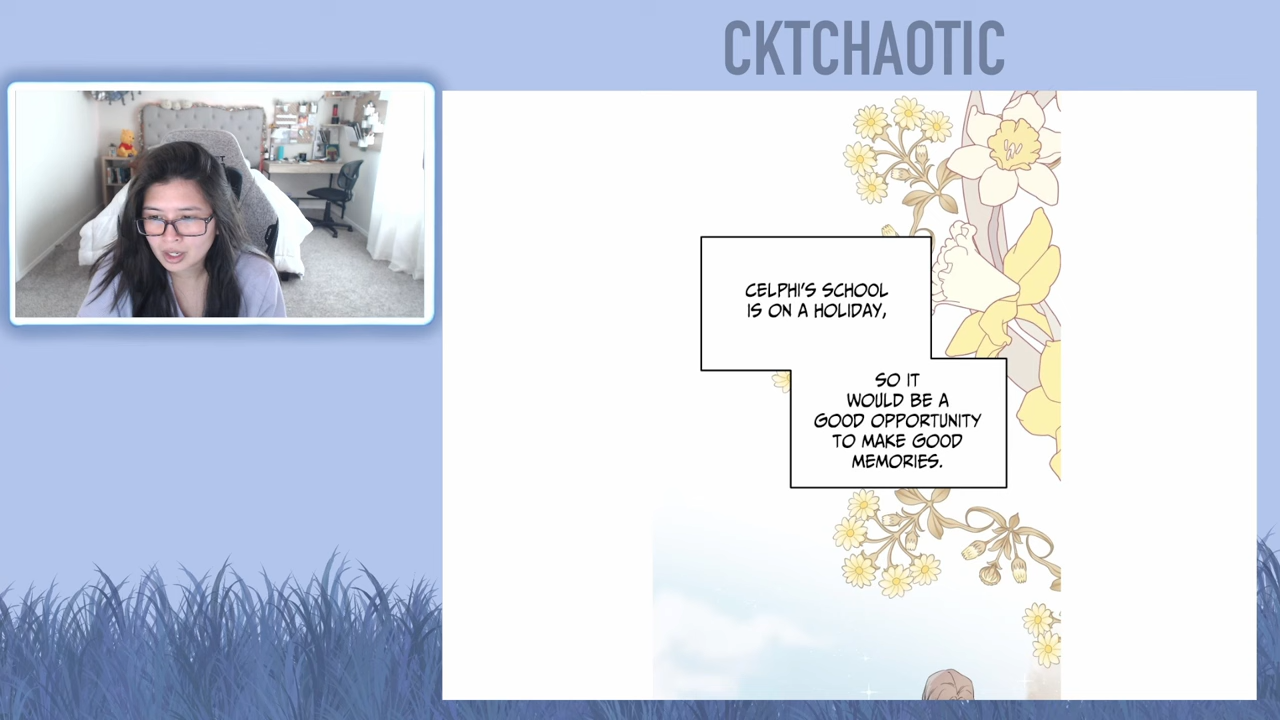 CKTCHAOTIC
CELPHI'S SCHOOL
IS ON A HOLIDAY,
SO IT
WOULD BE A
GOOD OPPORTUNITY
TO MAKE GOOD
MEMORIES.